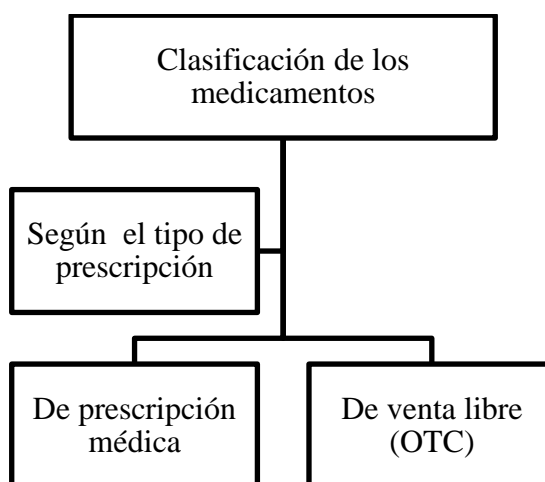 Clasificación de los
medicamentos
Según el tipo de
prescripción
De prescripción
médica
De venta libre
(OTC)